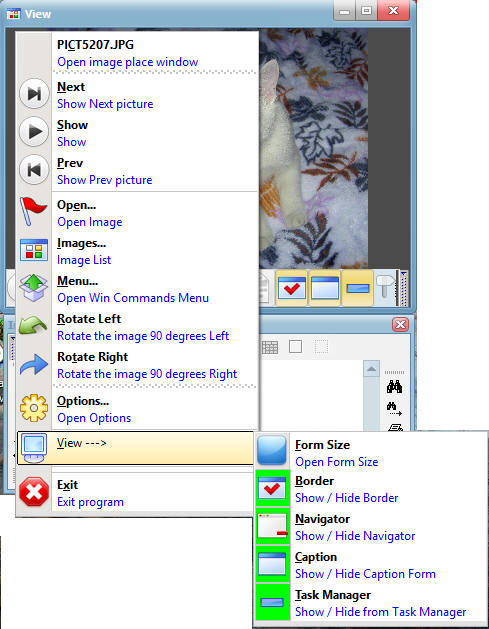 View
PICT5207.JPG
Open image place window
Next
Show Next picture
Show
Show
Prev
Show Prev picture
Open...
Open Image
Images...
Image List
Menu...
Open Win Commands Menu
Rotate Left
Rotate the image 90 degrees Left
Rotate Right
Rotate the image 90 degrees Right
Options...
Open Options
View --->
Exit
Exit program
Form Size
Open Form Size
Border
Show / Hide Border
Navigator
Show / Hide Navigator
Caption
Show / Hide Caption Form
Task Manager
Show / Hide from Task Manager